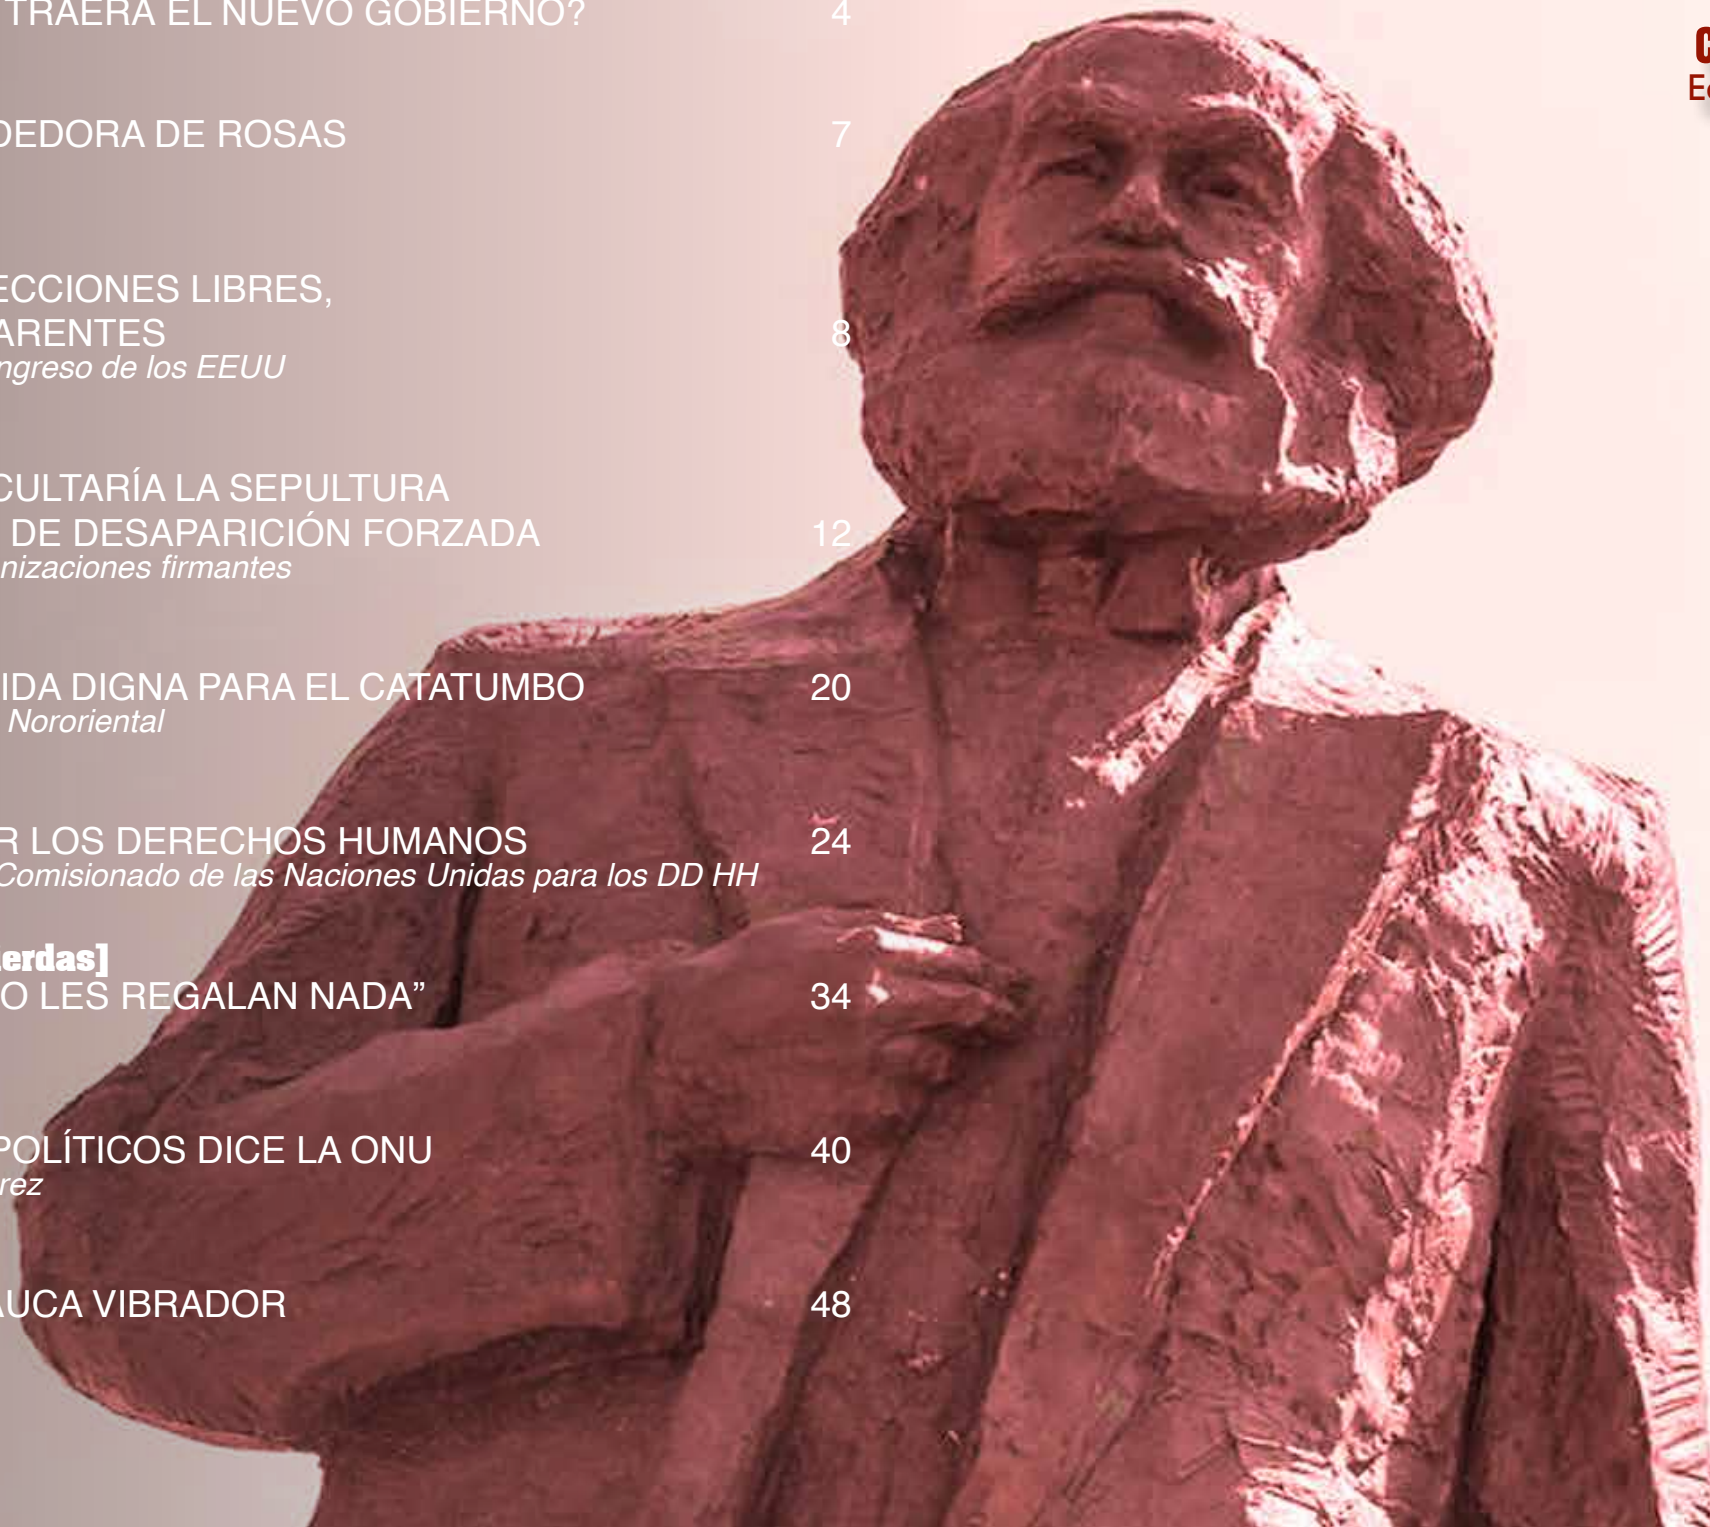 TRAERÁ EL NUEVO GOBIERNO? 4
DEDORA DE ROSAS 7
ECCIONES LIBRES,
ARENTES 8
ngreso de los EEUU
CULTARÍA LA SEPULTURA
DE DESAPARICIÓN FORZADA 12
nizaciones firmantes
IDA DIGNA PARA EL CATATUMBO 20
Nororiental
R LOS DERECHOS HUMANOS 24
Comisionado de las Naciones Unidas para los DD HH
erdas]
O LES REGALAN NADA” 34
POLÍTICOS DICE LA ONU 40
rez
AUCA VIBRADOR 48